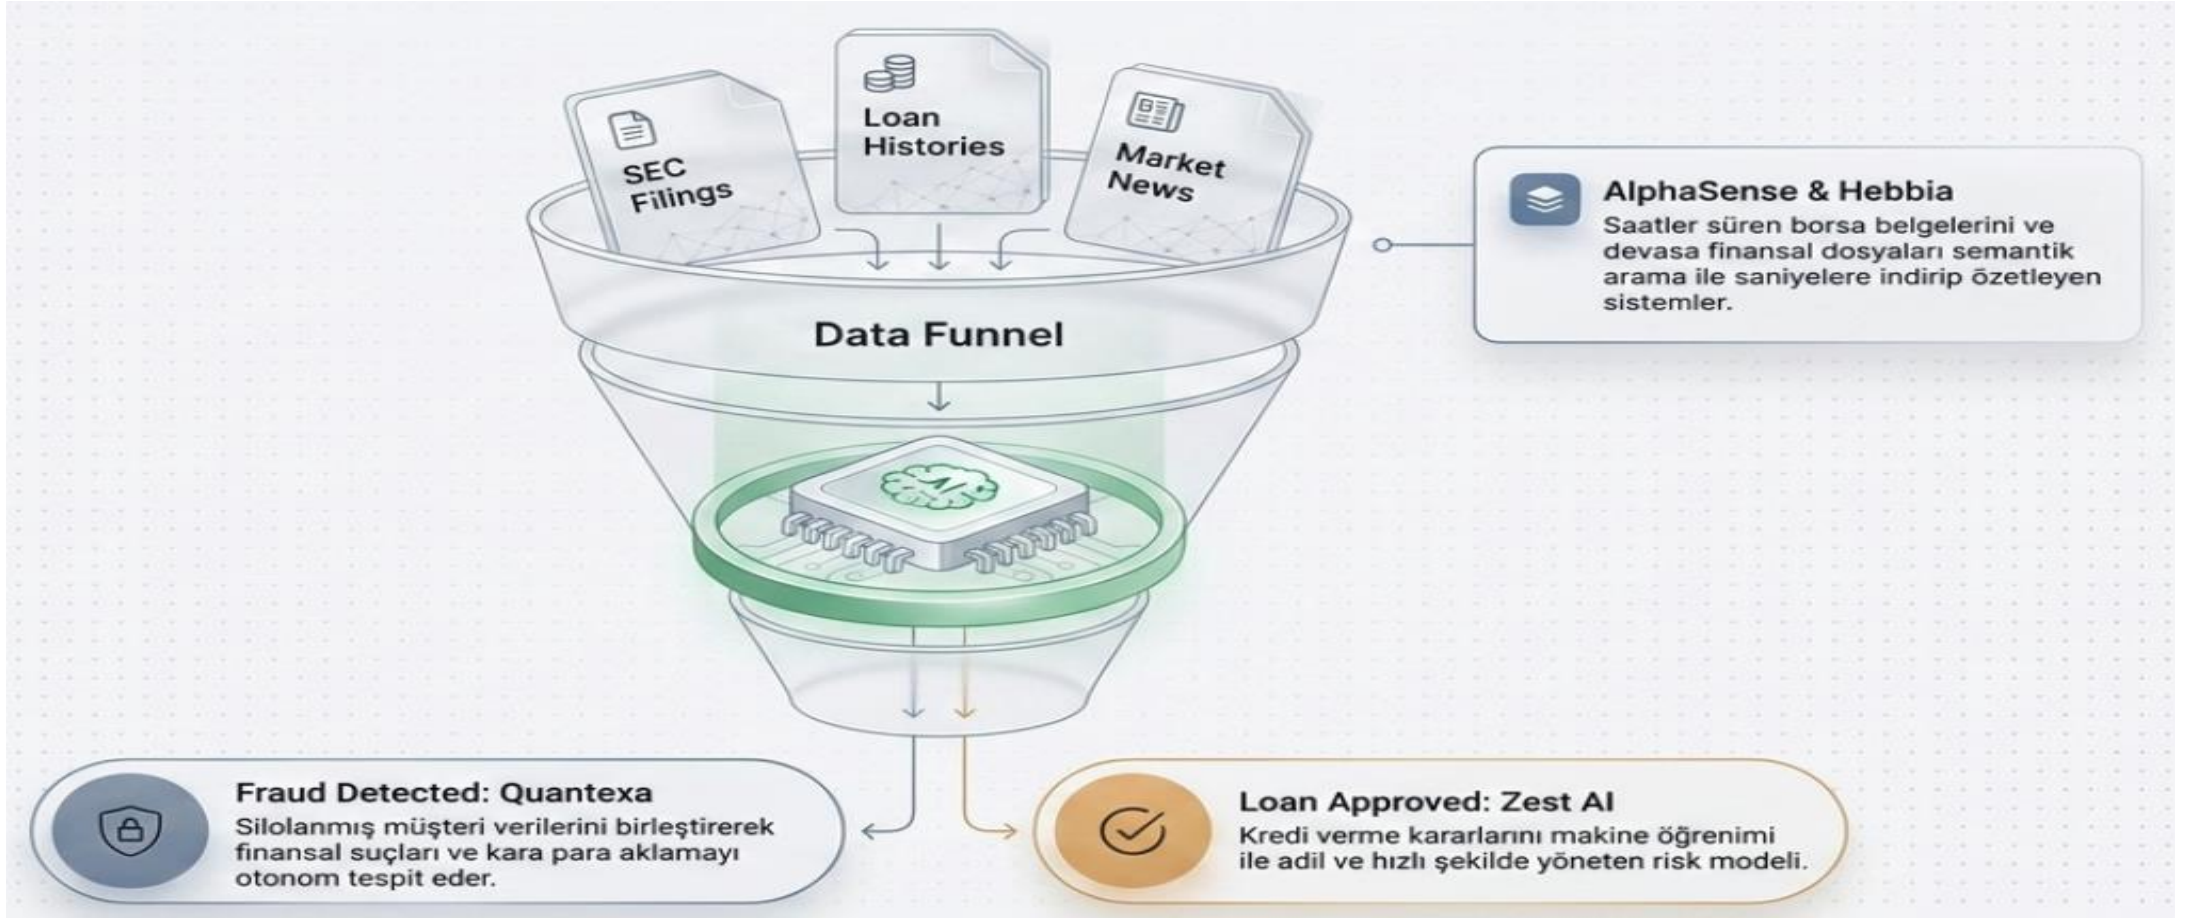 SEC
Filings
Loan
Histories
Market
News
Data Funnel
AI
AlphaSense & Hebbia
Saatler süren borsa belgelerini ve
devasa finansal dosyaları semantik
arama ile saniyelere indirip özetleyen
sistemler.
Fraud Detected: Quantexa
Silolanmış müşteri verilerini birleştirerek
finansal suçları ve kara para aklamayı
otonom tespit eder.
Loan Approved: Zest AI
Kredi verme kararlarını makine öğrenimi
ile adil ve hızlı şekilde yöneten risk modeli.